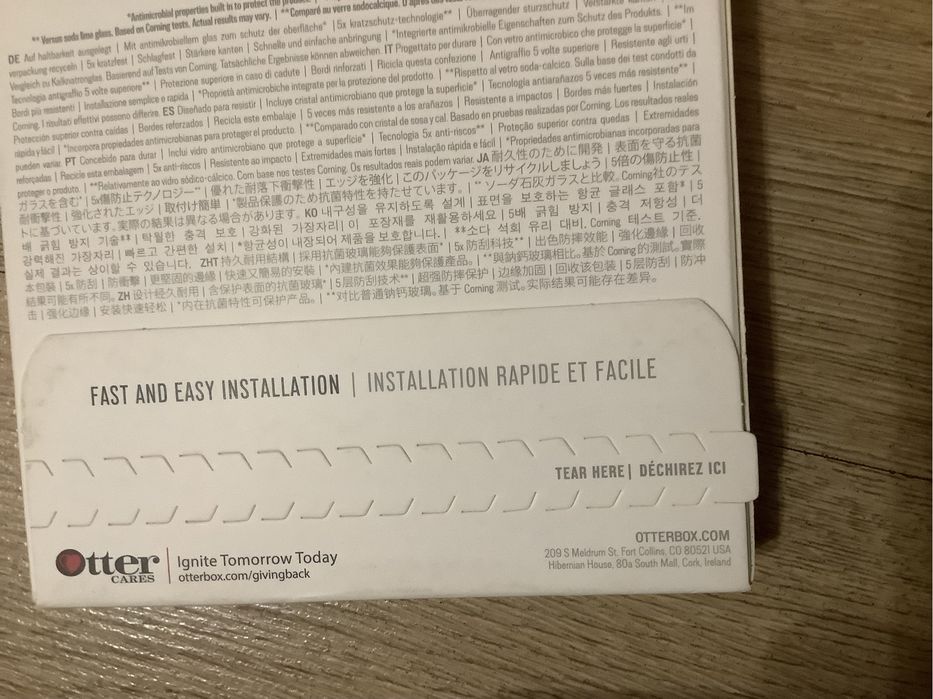 *Antimicrobial properties built in to protect the
** Versus soda lime glass. Based on Corning tests. Actual results may vary. | **Comparé au verre sodocalcique.
DE Auf haltbarkeit ausgelegt | Mit antimikrobiellem glas zum schutz der oberfläche* | 5x kratzschutz-technologie** | Überragender sturzschutz |
verpackung recyceln | 5x kratzfest | Schlagfest | Stärkere kanten | Schnelle und einfache anbringung | *Integrierte antimikrobielle Eigenschaften zum Schutz des Produkts. | **Im
Vergleich zu Kalknatronglas. Basierend auf Tests von Corning. Tatsächliche Ergebnisse können abweichen. IT Progettato per durare | Con vetro antimicrobico che protegge la superficie* |
Tecnologia antigraffio 5 volte superiore** | Protezione superiore in caso di cadute | Bordi rinforzati | Ricicla questa confezione | Antigraffio 5 volte superiore | Resistente agli urti |
Bordi più resistenti | Installazione semplice e rapida | *Proprietà antimicrobiche integrate per la protezione del prodotto. | **Rispetto al vetro soda-calcico. Sulla base dei test condotti da
Corning. I risultati effettivi possono differire. ES Diseñado para resistir | Incluye cristal antimicrobiano que protege la superficie* | Tecnología antiarañazos 5 veces más resistente** |
Protección superior contra caídas | Bordes reforzados | Recicla este embalaje | 5 veces más resistente a los arañazos | Resistente a impactos | Bordes más fuertes | Instalación
rápida y fácil | *Incorpora propiedades antimicrobianas para proteger el producto. | **Comparado con cristal de sosa y cal. Basado en pruebas realizadas por Corning. Los resultados reales
pueden variar. PT Concebido para durar | Inclui vidro antimicrobiano que protege a superfície* | Tecnologia 5x anti-riscos** | Proteção superior contra quedas | Extremidades
reforçadas | Recicle esta embalagem | 5x anti-riscos | Resistente ao impacto | Extremidades mais fortes | Instalação rápida e fácil | *Propriedades antimicrobianas incorporadas para
proteger o produto. | **Relativamente ao vidro sódico-cálcico. Com base nos testes Corning. Os resultados reais podem variar. JA 耐久性のために開発 | 表面を守る抗菌
ガラスを含む* | 5x傷防止テクノロジー** | 優れた耐落下衝撃性 | エッジを強化 | このパッケージをリサイクルしましょう | 5倍の傷防止性 |
耐衝撃性 | 強化されたエッジ | 取付け簡単 | *製品保護のため抗菌特性を持たせています。 | ** ソーダ石灰ガラスと比較。Corning社のテス
トに基づいています。実際の結果は異なる場合があります。 KO 내구성을 유지하도록 설계 | 표면을 보호하는 항균 글래스 포함* | 5
배 긁힘 방지 기술** | 탁월한 충격 보호 | 강화된 가장자리 | 이 포장재를 재활용하세요 | 5배 긁힘 방지 | 충격 저항성 | 더
강력해진 가장자리 | 빠르고 간편한 설치 | *항균성이 내장되어 제품을 보호합니다. | **소다 석회 유리 대비. Corning 테스트 기준.
실제 결과는 상이할 수 있습니다. ZHT 持久耐用結構 | 採用抗菌玻璃能夠保護表面* | 5x 防刮科技** | 出色防摔效能 | 強化邊緣 | 回收
本包裝 | 5x 防刮 | 防衝擊 | 更堅固的邊緣 | 快速又簡易的安裝 | *內建抗菌效果能夠保護產品。 | **與鈉鈣玻璃相比。基於 Corning 的測試。實際
結果可能有所不同。ZH 设计经久耐用 | 含保护表面的抗菌玻璃* | 5层防刮技术** | 超强防摔保护 | 边缘加固 | 回收该包装 | 5层防刮 | 防冲
击 | 强化边缘 | 安装快速轻松 | *内在抗菌特性可保护产品。 | **对比普通钠钙玻璃。基于 Corning 测试。实际结果可能存在差异。
FAST AND EASY INSTALLATION | INSTALLATION RAPIDE ET FACILE
TEAR HERE | DÉCHIREZ ICI
Otter CARES
Ignite Tomorrow Today
otterbox.com/givingback
OTTERBOX.COM
209 S Meldrum St, Fort Collins, CO 80521 USA
Hibernian House, 80a South Mall, Cork, Ireland